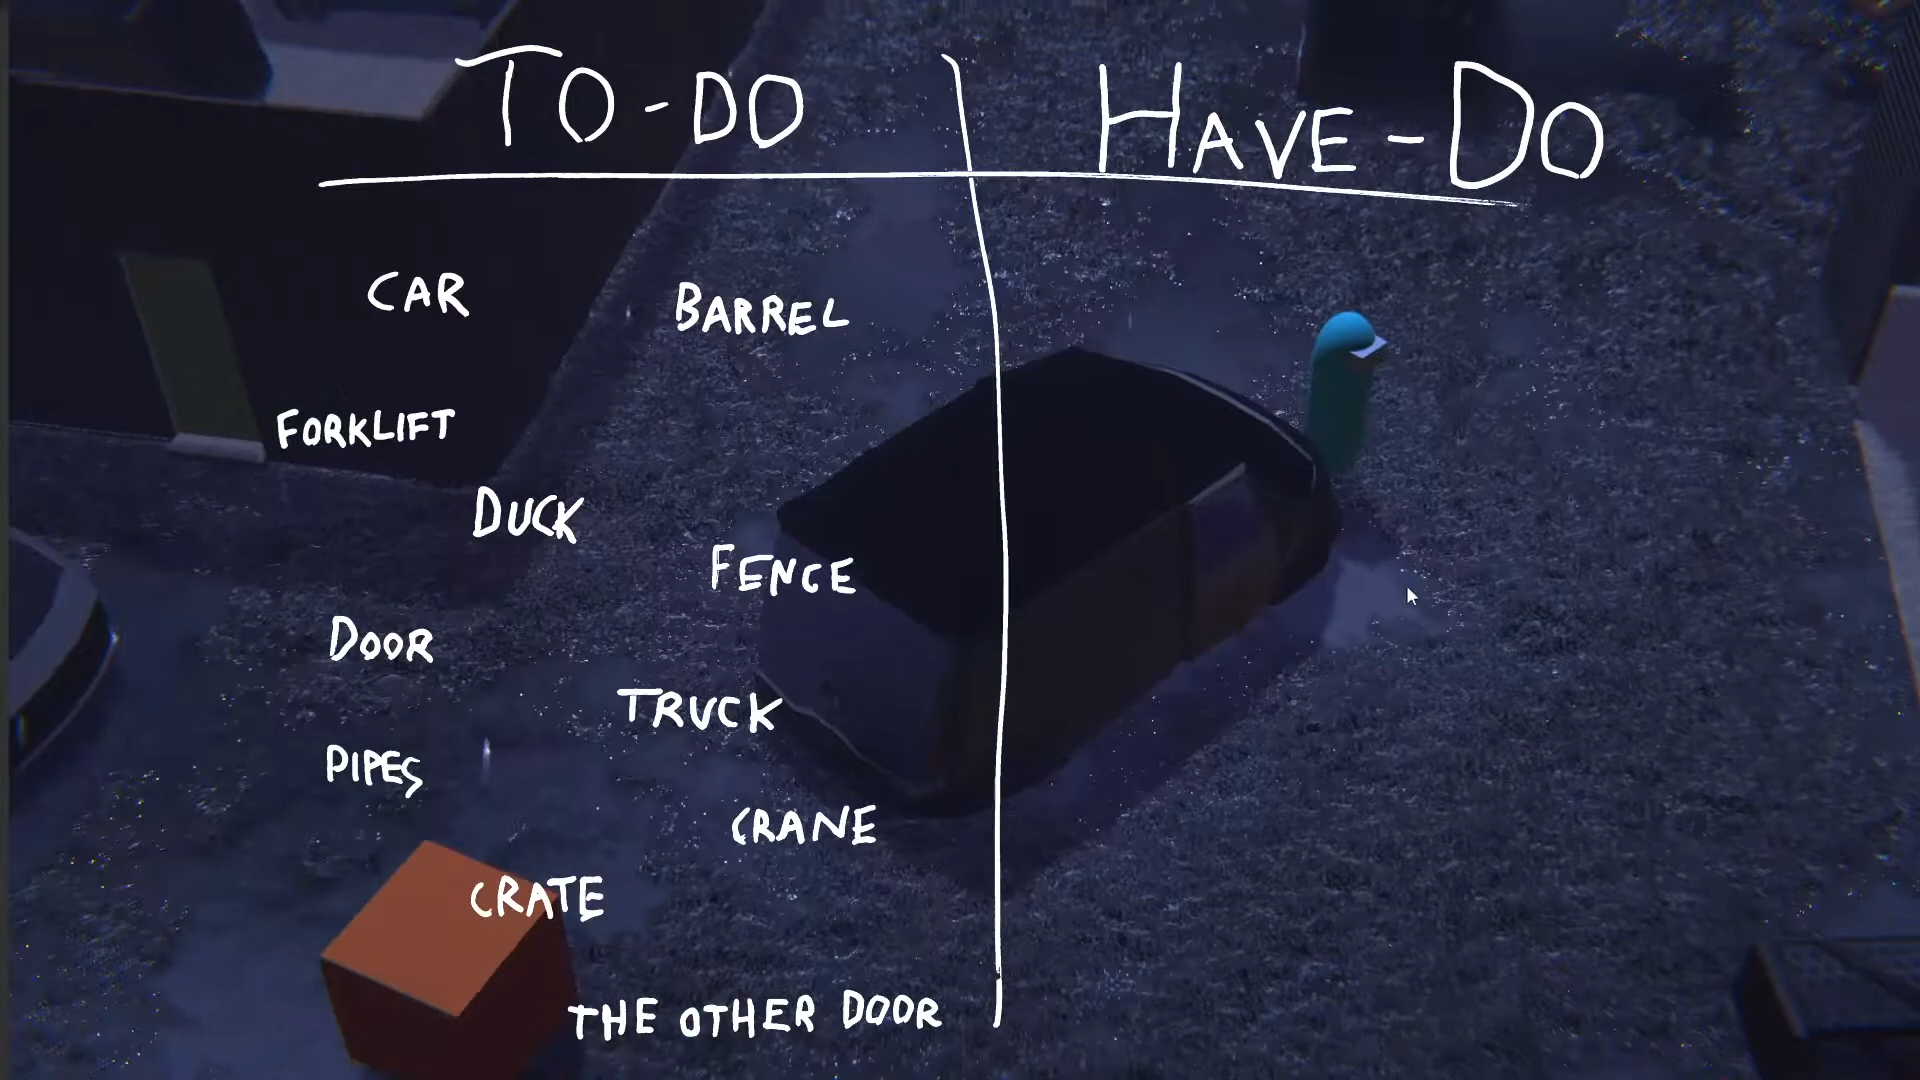 TO-DO
HAVE-DO
CAR
BARREL
FORKLIFT
DUCK
FENCE
DOOR
TRUCK
PIPES
CRANE
CRATE
THE OTHER DOOR